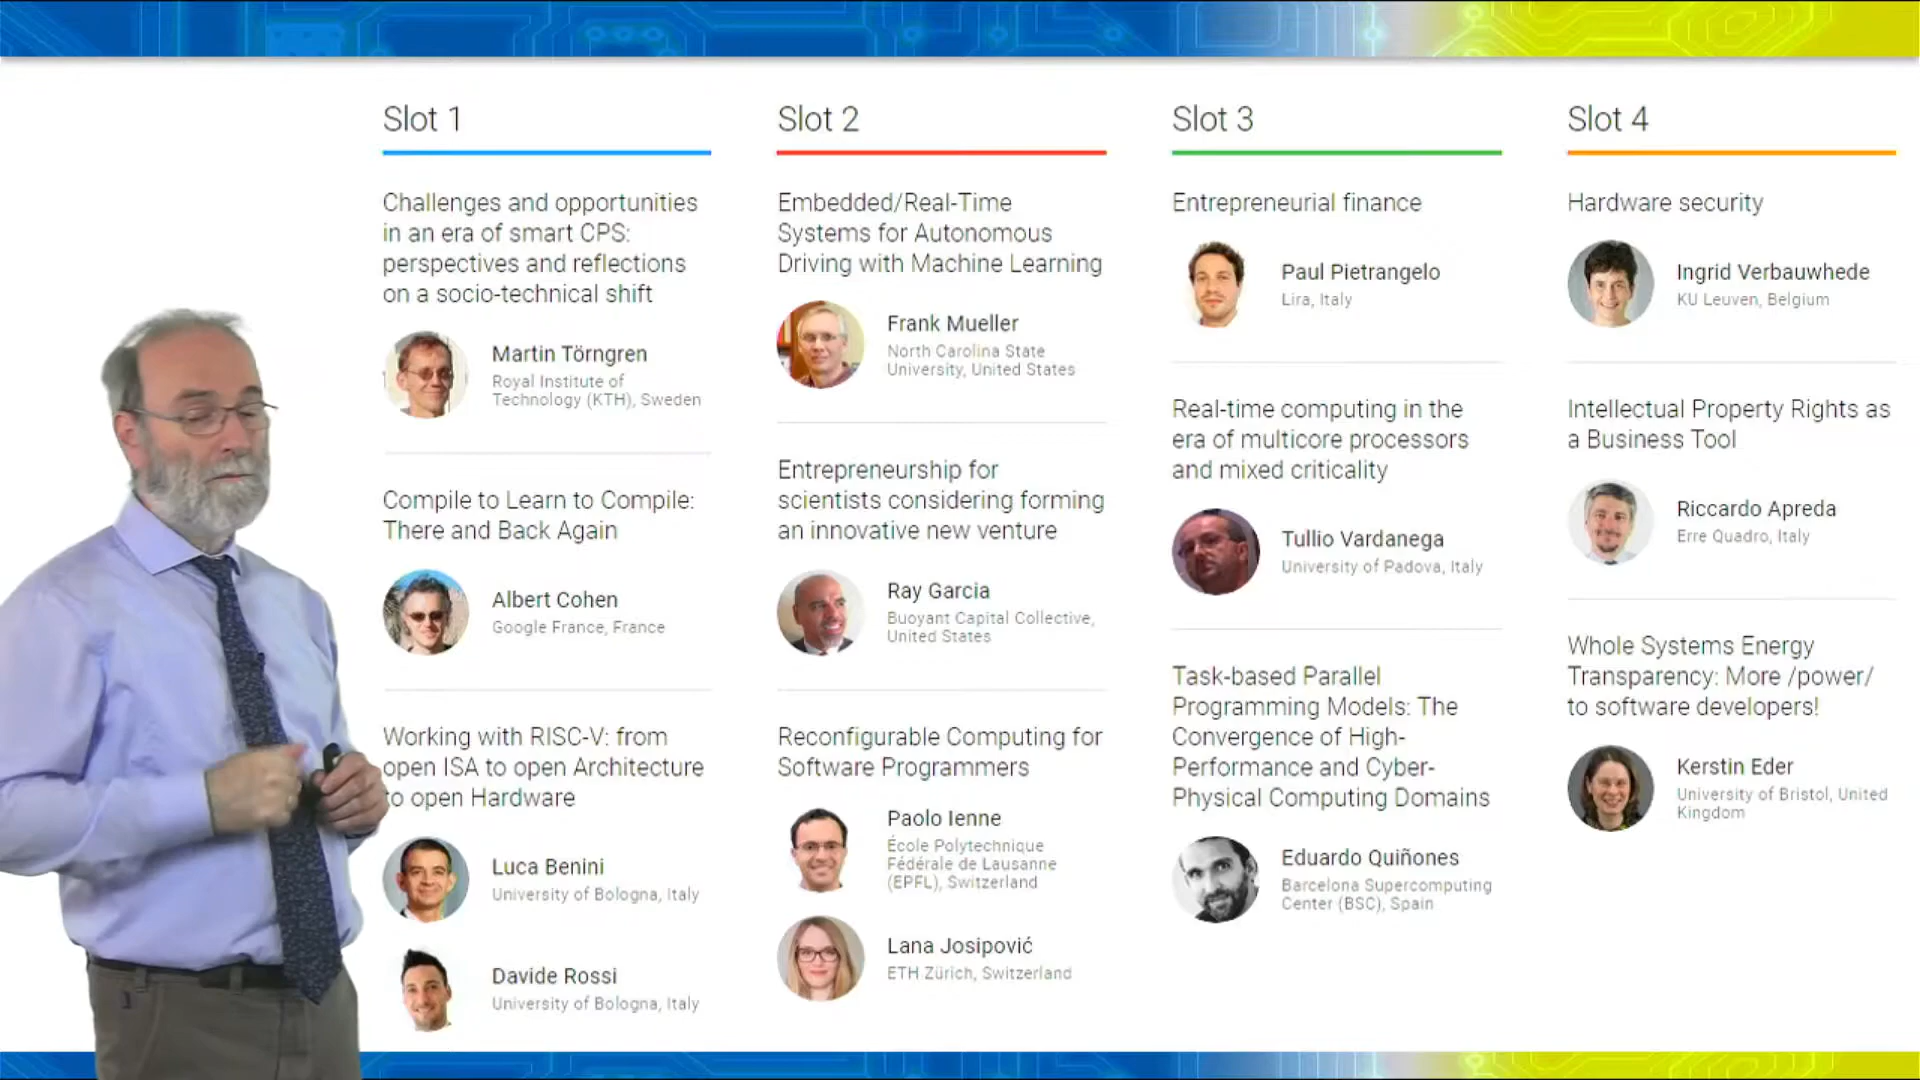 Slot 1
Challenges and opportunities
in an era of smart CPS:
perspectives and reflections
on a socio-technical shift
Martin Törngren
Royal Institute of
Technology (KTH), Sweden
Compile to Learn to Compile:
There and Back Again
Albert Cohen
Google France, France
Working with RISC-V: from
open ISA to open Architecture
to open Hardware
Luca Benini
University of Bologna, Italy
Davide Rossi
University of Bologna, Italy
Slot 2
Embedded/Real-Time
Systems for Autonomous
Driving with Machine Learning
Frank Mueller
North Carolina State
University, United States
Entrepreneurship for
scientists considering forming
an innovative new venture
Ray Garcia
Buoyant Capital Collective,
United States
Reconfigurable Computing for
Software Programmers
Paolo Ienne
École Polytechnique
Fédérale de Lausanne
(EPFL), Switzerland
Lana Josipović
ETH Zürich, Switzerland
Slot 3
Entrepreneurial finance
Paul Pietrangelo
Lira, Italy
Real-time computing in the
era of multicore processors
and mixed criticality
Tullio Vardanega
University of Padova, Italy
Task-based Parallel
Programming Models: The
Convergence of High-
Performance and Cyber-
Physical Computing Domains
Eduardo Quiñones
Barcelona Supercomputing
Center (BSC), Spain
Slot 4
Hardware security
Ingrid Verbauwhede
KU Leuven, Belgium
Intellectual Property Rights as
a Business Tool
Riccardo Apreda
Erre Quadro, Italy
Whole Systems Energy
Transparency: More /power/
to software developers!
Kerstin Eder
University of Bristol, United
Kingdom